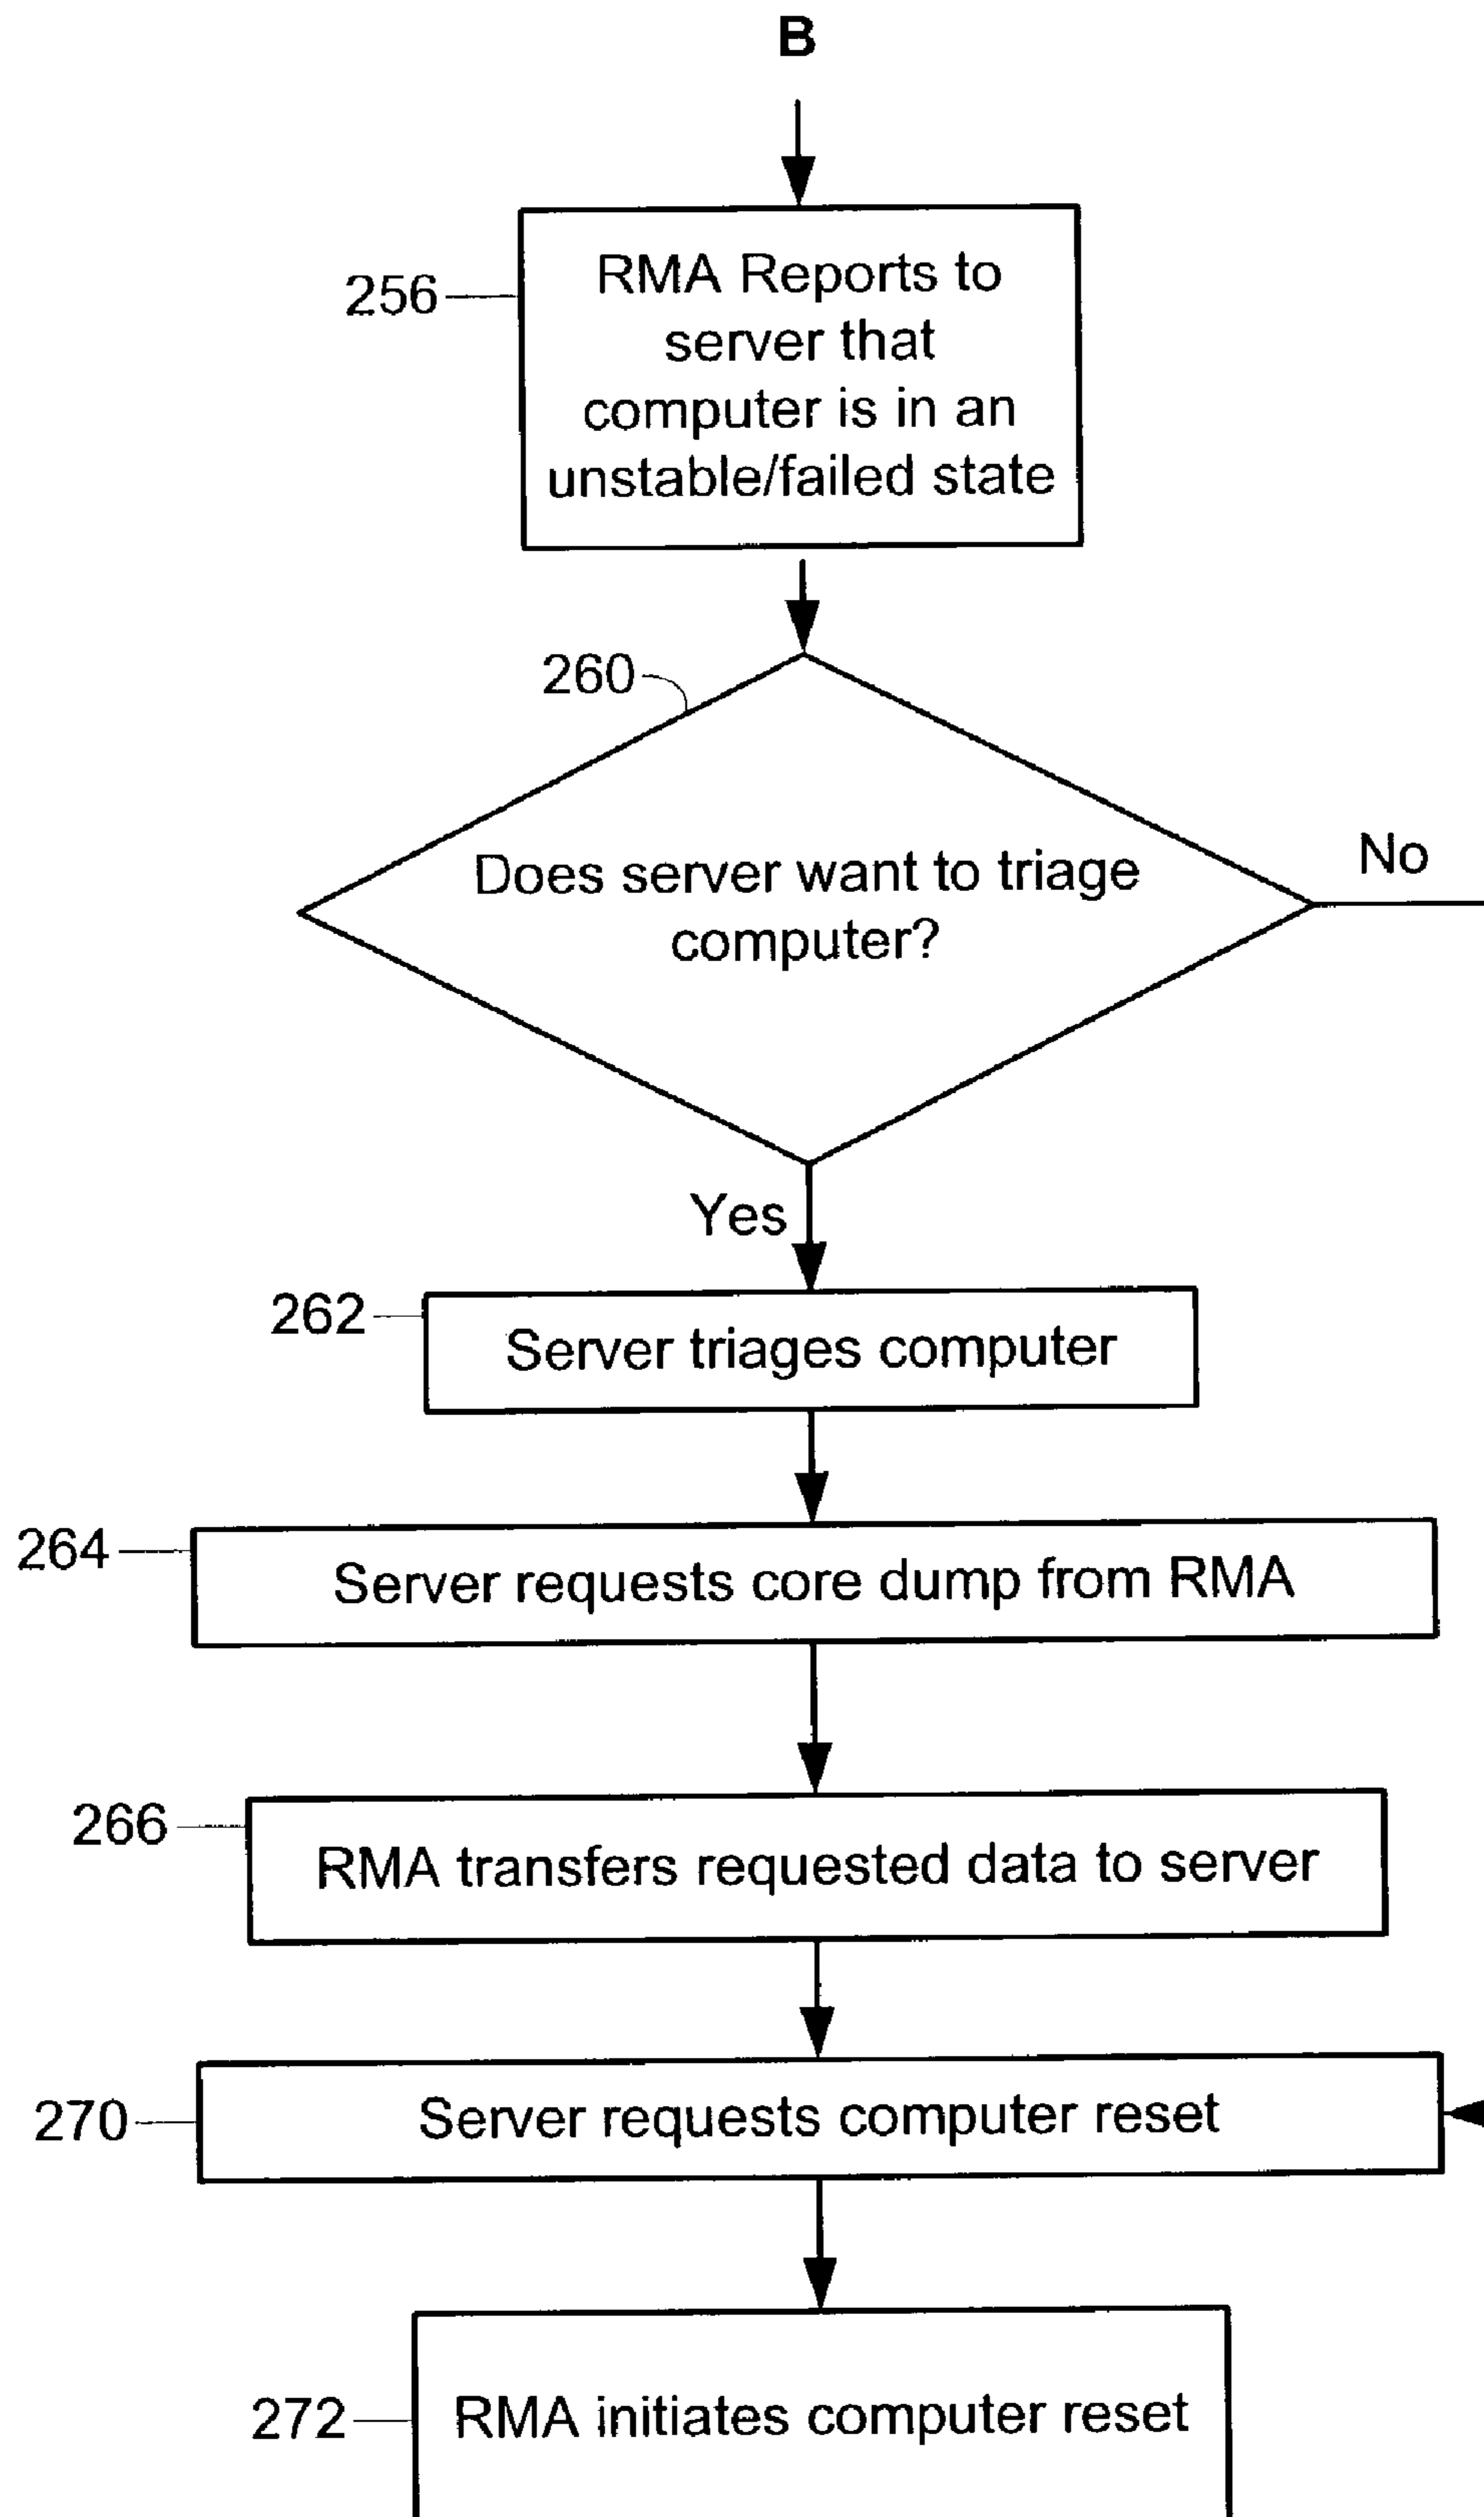 B
256
RMA Reports to
server that
computer is in an
unstable/failed state
260
Does server want to triage
computer?
No
Yes
262
Server triages computer
264
Server requests core dump from RMA
266
RMA transfers requested data to server
270
Server requests computer reset
272
RMA initiates computer reset